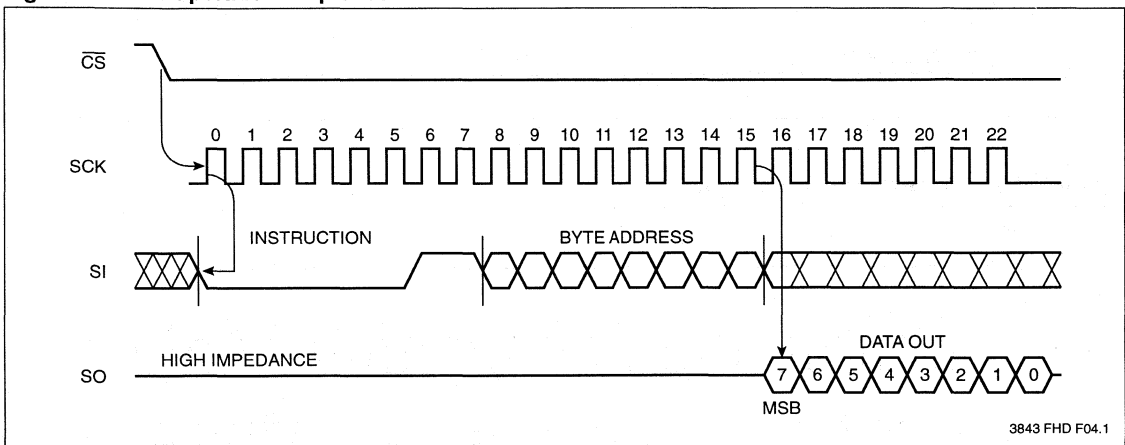 CS
0 1 2 3 4 5 6 7 8 9 10 11 12 13 14 15 16 17 18 19 20 21 22
SCK
INSTRUCTION BYTE ADDRESS
SI
DATA OUT
HIGH IMPEDANCE
SO 7 6 5 4 3 2 1 0
MSB
3843 FHD F04.1